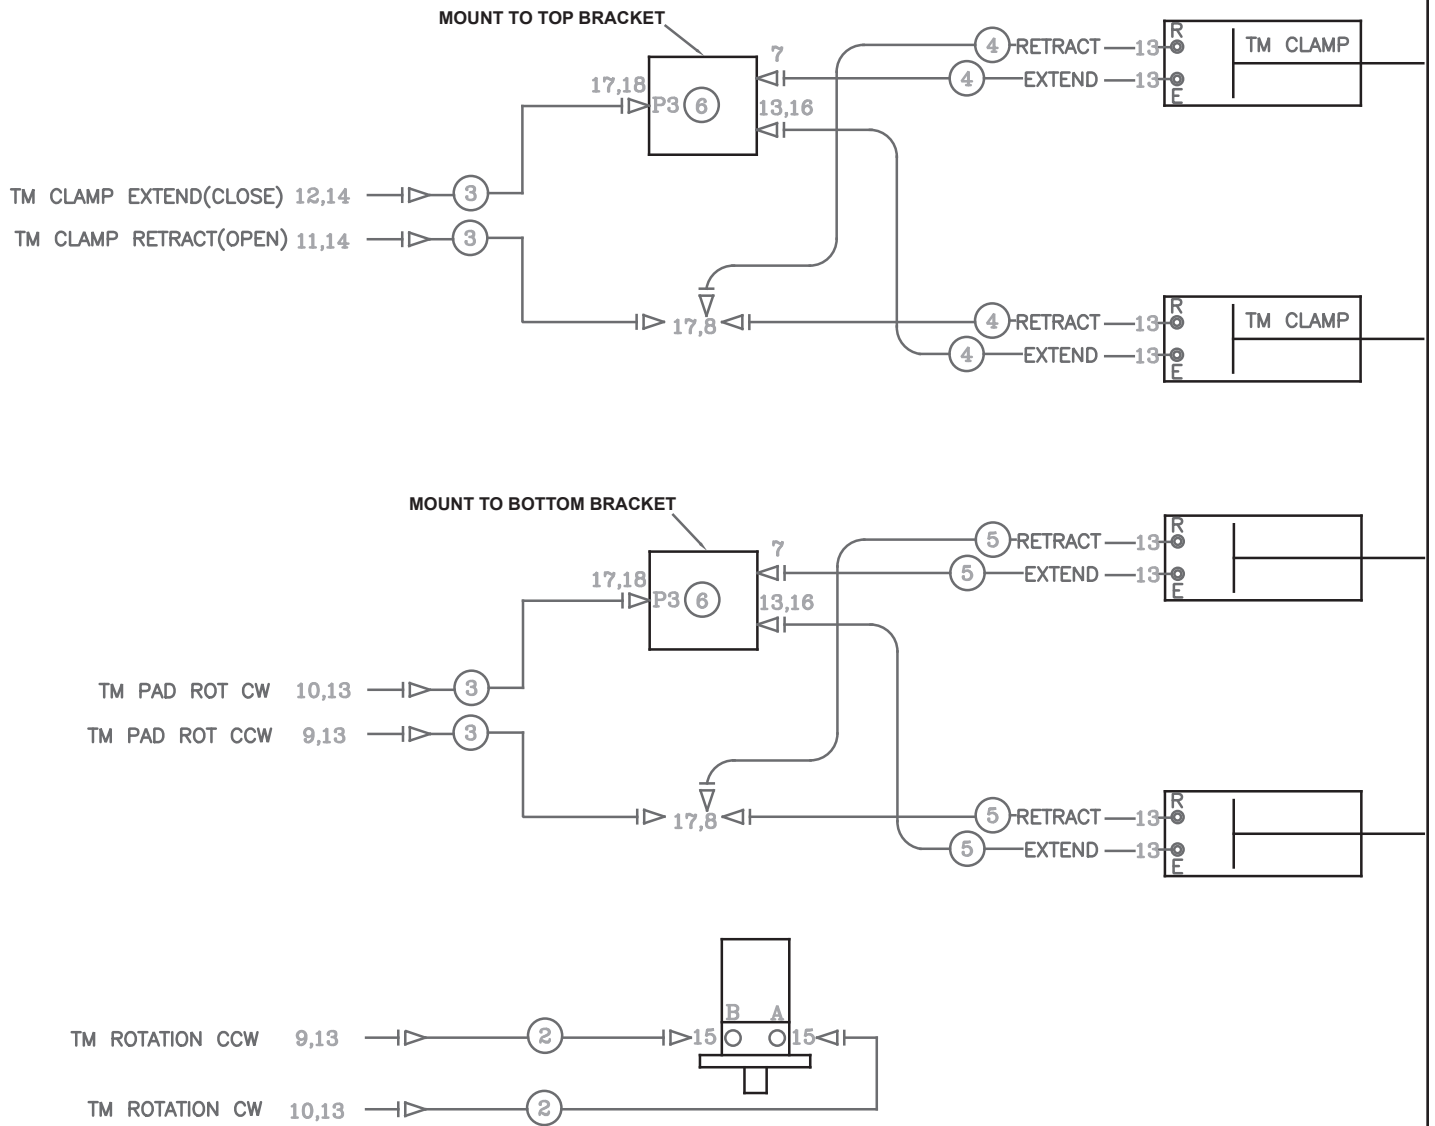 MOUNT TO TOP BRACKET
7
17,18
P3 6
13,16
4 RETRACT 13 R
4 EXTEND 13 E
TM CLAMP
TM CLAMP EXTEND(CLOSE) 12,14 3
TM CLAMP RETRACT(OPEN) 11,14 3
17,8
4 RETRACT 13 R
4 EXTEND 13 E
TM CLAMP
MOUNT TO BOTTOM BRACKET
7
17,18
P3 6
13,16
5 RETRACT 13 R
5 EXTEND 13 E
TM PAD ROT CW 10,13 3
TM PAD ROT CCW 9,13 3
17,8
5 RETRACT 13 R
5 EXTEND 13 E
B A
TM ROTATION CCW 9,13 2 15 15
TM ROTATION CW 10,13 2